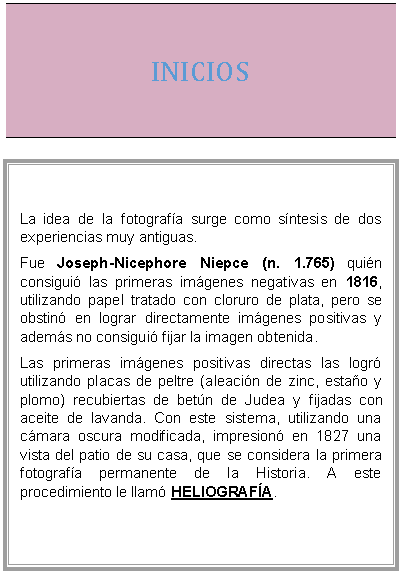 INICIOS
La idea de la fotografía surge como síntesis de dos
experiencias muy antiguas.
Fue Joseph-Nicephore Niepce (n. 1.765) quién
consiguió las primeras imágenes negativas en 1816,
utilizando papel tratado con cloruro de plata, pero se
obstinó en lograr directamente imágenes positivas y
además no consiguió fijar la imagen obtenida.
Las primeras imágenes positivas directas las logró
utilizando placas de peltre (aleación de zinc, estaño y
plomo) recubiertas de betún de Judea y fijadas con
aceite de lavanda. Con este sistema, utilizando una
cámara oscura modificada, impresionó en 1827 una
vista del patio de su casa, que se considera la primera
fotografía permanente de la Historia. A este
procedimiento le llamó HELIOGRAFÍA.